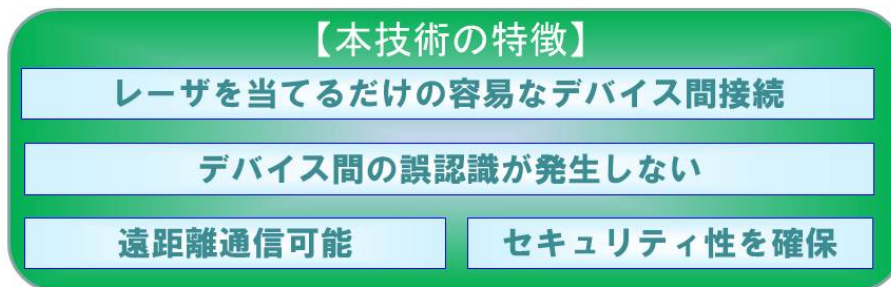 【本技術の特徴】
レーザを当てるだけの容易なデバイス間接続
デバイス間の誤認識が発生しない
遠距離通信可能
セキュリティ性を確保